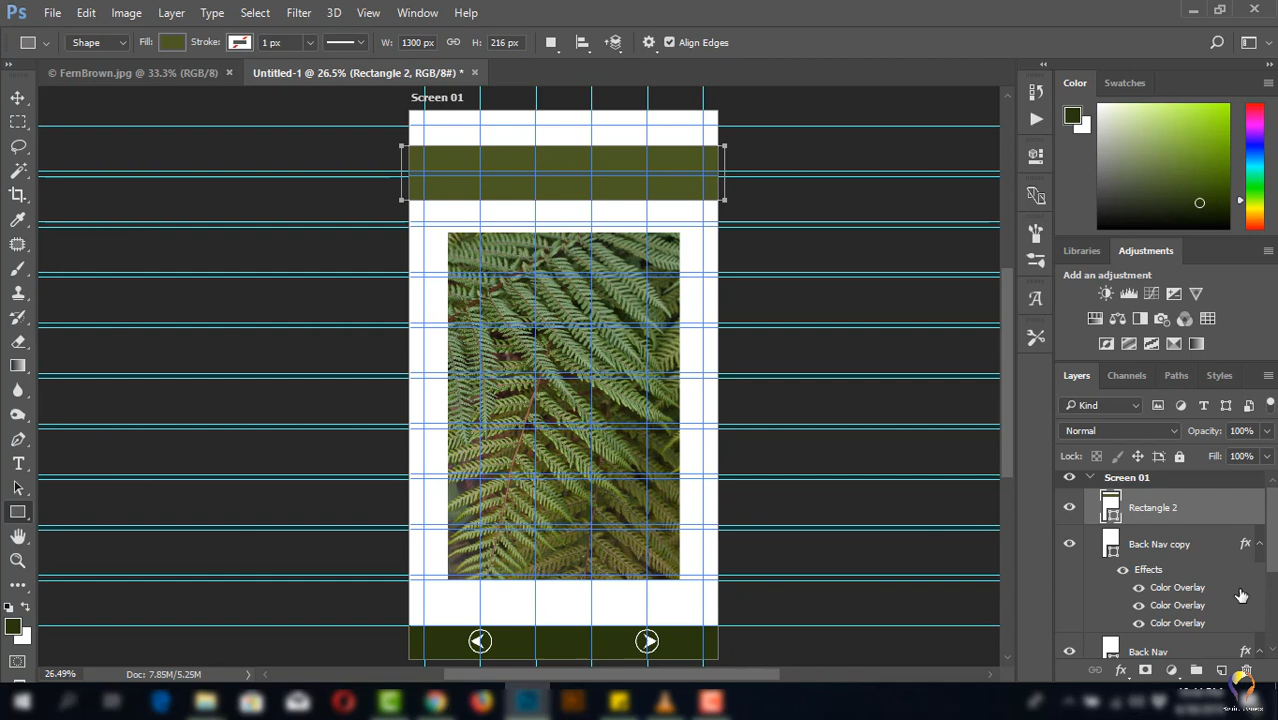 Ps File Edit Image Layer Type Select Filter 3D View Window Help
Shape Fill: Stroke: 1 px W: 1300 px H: 216 px Align Edges
© FernBrown.jpg @ 33.3% (RGB/8) × Untitled-1 @ 26.5% (Rectangle 2, RGB/8#) * ×
Screen 01
Color Swatches
Libraries Adjustments
Add an adjustment
Layers Channels Paths Styles
Kind
Normal Opacity: 100%
Lock: Fill: 100%
Screen 01
Rectangle 2
Back Nav copy fx
Effects
Color Overlay
Color Overlay
Color Overlay
Back Nav fx
26.49% Doc: 7.85M/5.25M